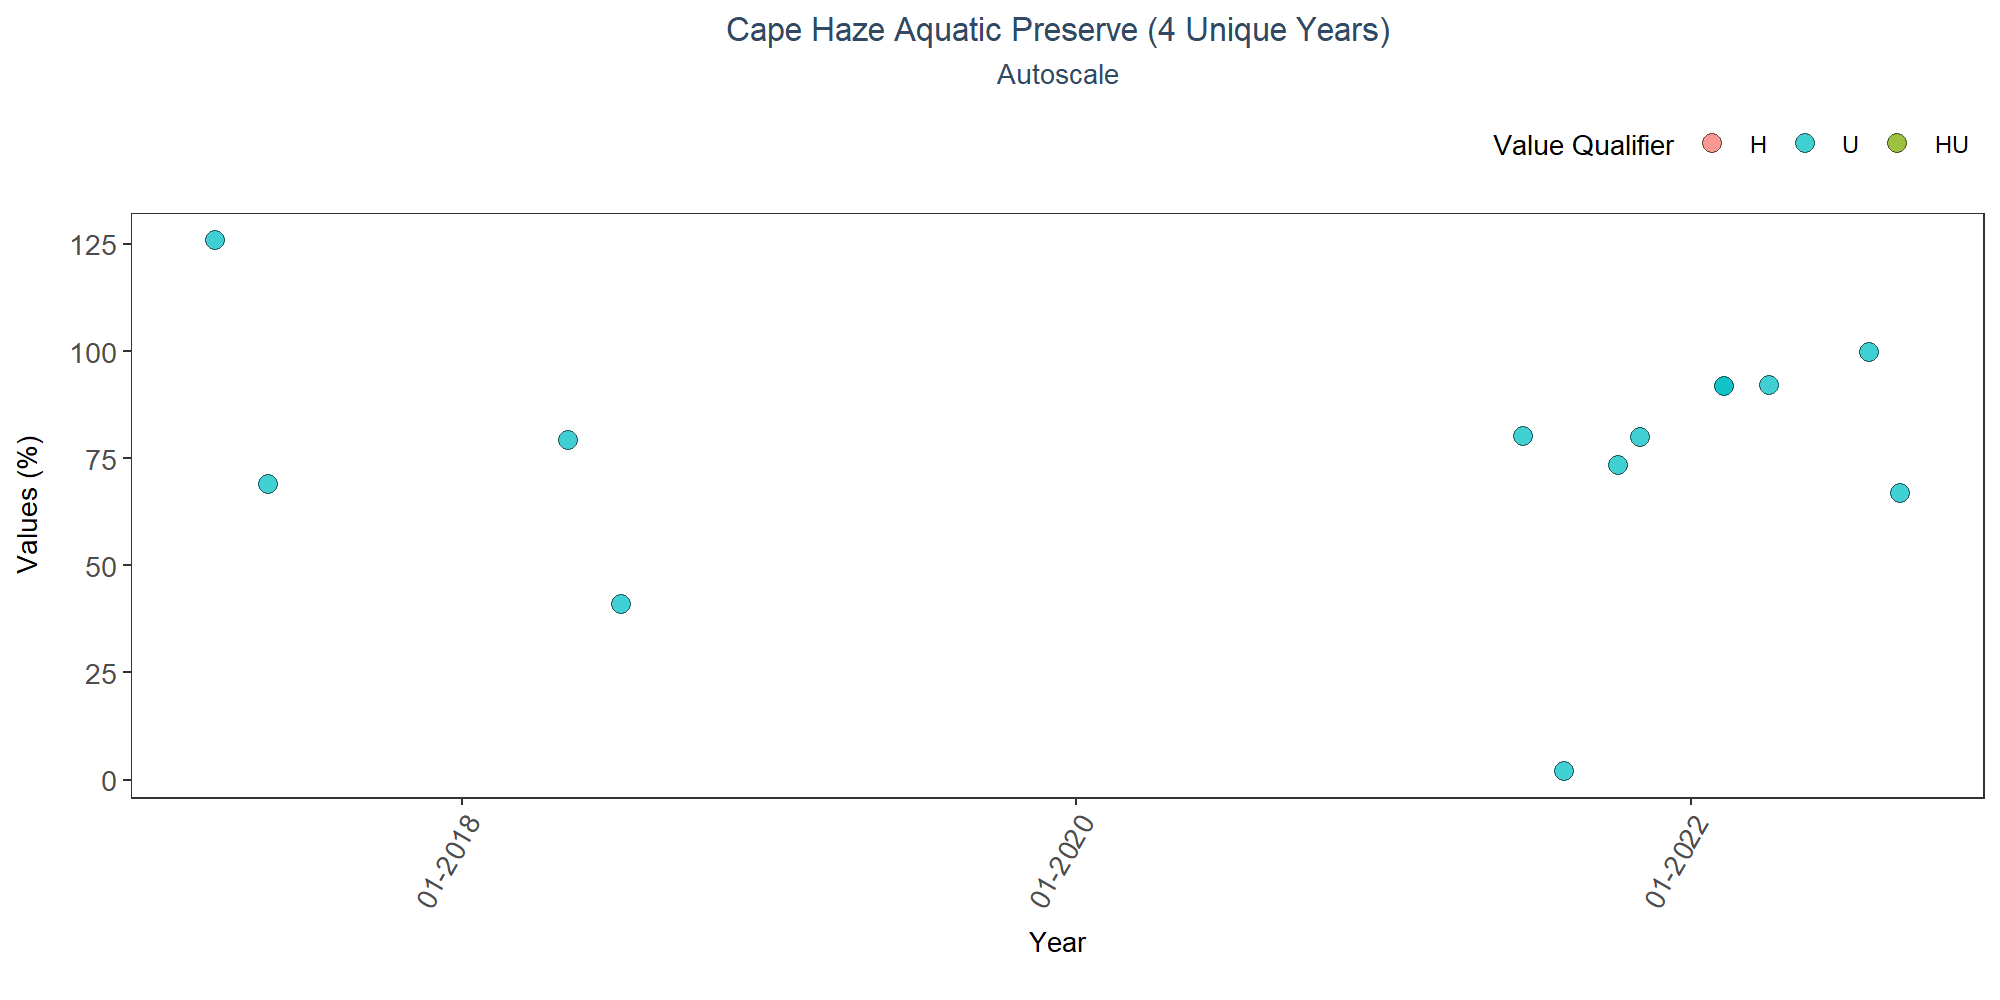 Cape Haze Aquatic Preserve (4 Unique Years)
Autoscale
Value Qualifier H U HU
Values (%)
125
100
75
50
25
0
01-2018 01-2020 01-2022
Year